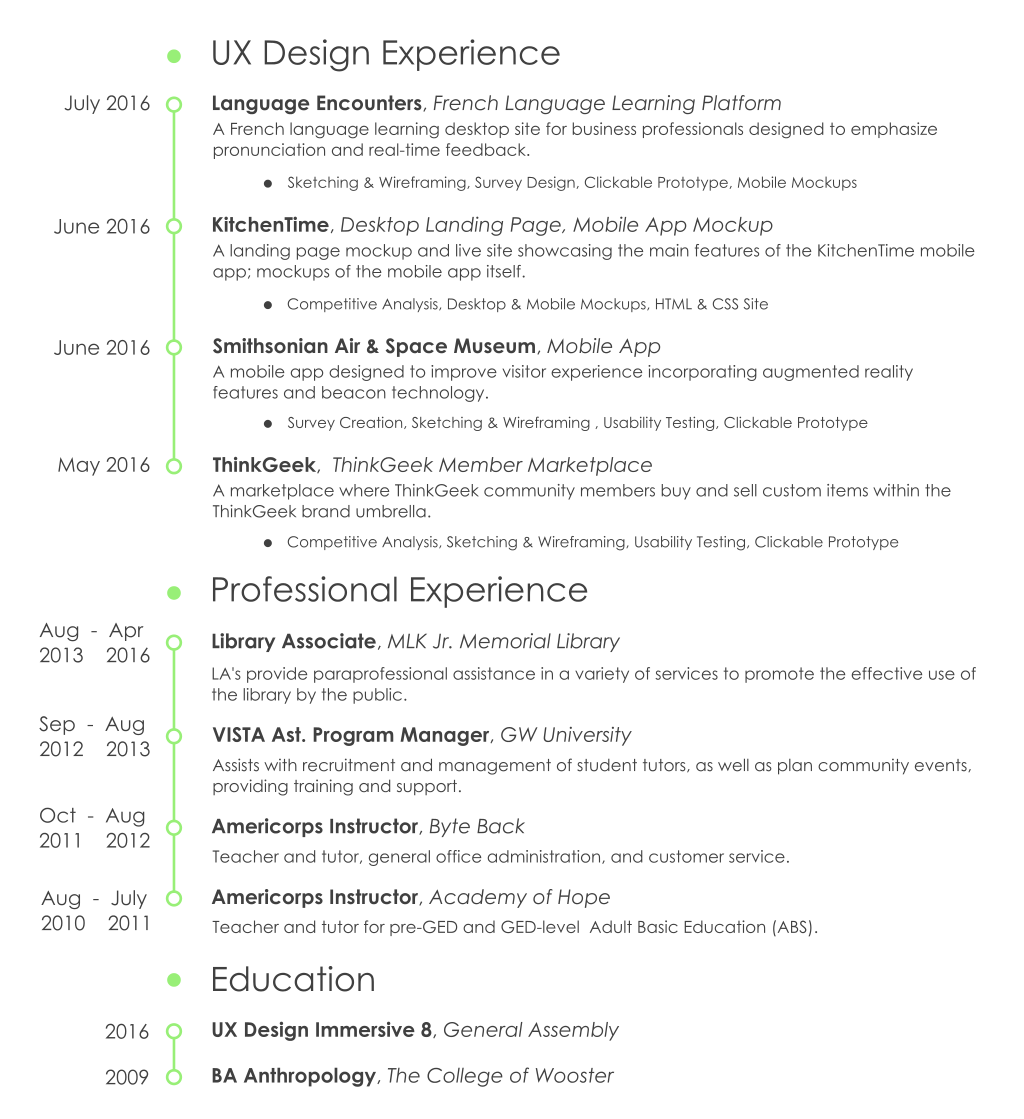 UX Design Experience
July 2016
Language Encounters, French Language Learning Platform
A French language learning desktop site for business professionals designed to emphasize
pronunciation and real-time feedback.
● Sketching & Wireframing, Survey Design, Clickable Prototype, Mobile Mockups
June 2016
KitchenTime, Desktop Landing Page, Mobile App Mockup
A landing page mockup and live site showcasing the main features of the KitchenTime mobile
app; mockups of the mobile app itself.
● Competitive Analysis, Desktop & Mobile Mockups, HTML & CSS Site
June 2016
Smithsonian Air & Space Museum, Mobile App
A mobile app designed to improve visitor experience incorporating augmented reality
features and beacon technology.
● Survey Creation, Sketching & Wireframing , Usability Testing, Clickable Prototype
May 2016
ThinkGeek, ThinkGeek Member Marketplace
A marketplace where ThinkGeek community members buy and sell custom items within the
ThinkGeek brand umbrella.
● Competitive Analysis, Sketching & Wireframing, Usability Testing, Clickable Prototype
Professional Experience
Aug - Apr
2013 2016
Library Associate, MLK Jr. Memorial Library
LA's provide paraprofessional assistance in a variety of services to promote the effective use of
the library by the public.
Sep - Aug
2012 2013
VISTA Ast. Program Manager, GW University
Assists with recruitment and management of student tutors, as well as plan community events,
providing training and support.
Oct - Aug
2011 2012
Americorps Instructor, Byte Back
Teacher and tutor, general office administration, and customer service.
Aug - July
2010 2011
Americorps Instructor, Academy of Hope
Teacher and tutor for pre-GED and GED-level Adult Basic Education (ABS).
Education
2016
UX Design Immersive 8, General Assembly
2009
BA Anthropology, The College of Wooster